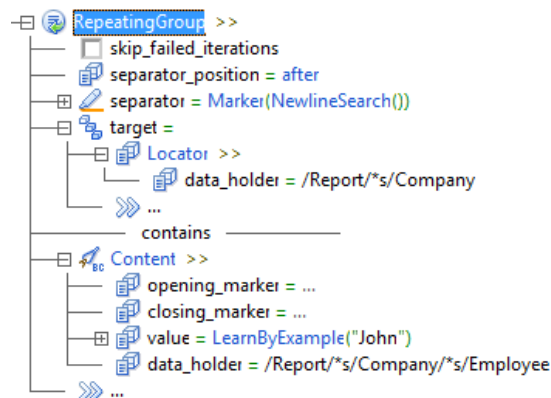 RepeatingGroup >>
skip_failed_iterations
separator_position = after
separator = Marker(NewlineSearch())
target =
Locator >>
data_holder = /Report/*s/Company
...
contains
Content >>
opening_marker = ...
closing_marker = ...
value = LearnByExample("John")
data_holder = /Report/*s/Company/*s/Employee
...